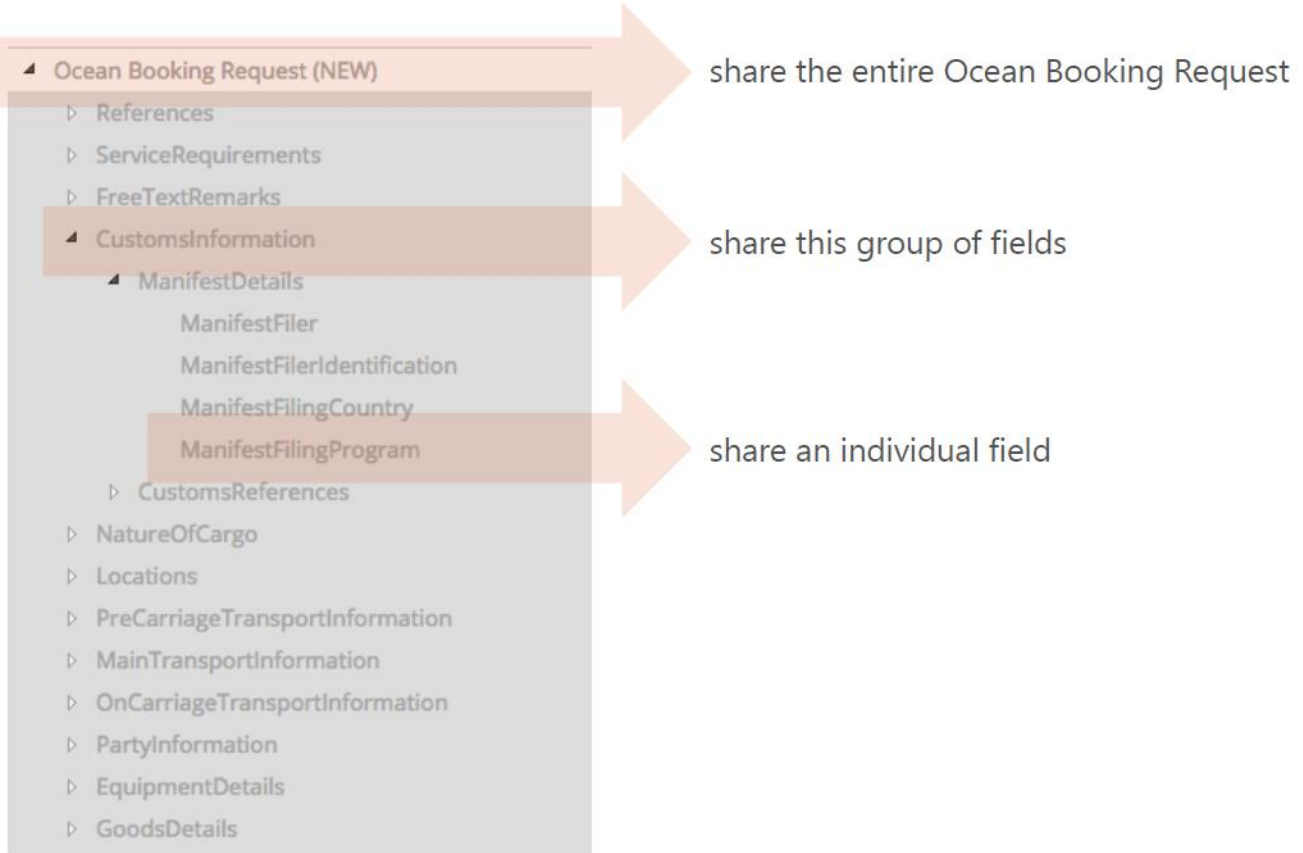 Ocean Booking Request (NEW)
share the entire Ocean Booking Request
References
ServiceRequirements
FreeTextRemarks
CustomsInformation
share this group of fields
ManifestDetails
ManifestFiler
ManifestFilerIdentification
ManifestFilingCountry
ManifestFilingProgram
share an individual field
CustomsReferences
NatureOfCargo
Locations
PreCarriageTransportInformation
MainTransportInformation
OnCarriageTransportInformation
PartyInformation
EquipmentDetails
GoodsDetails